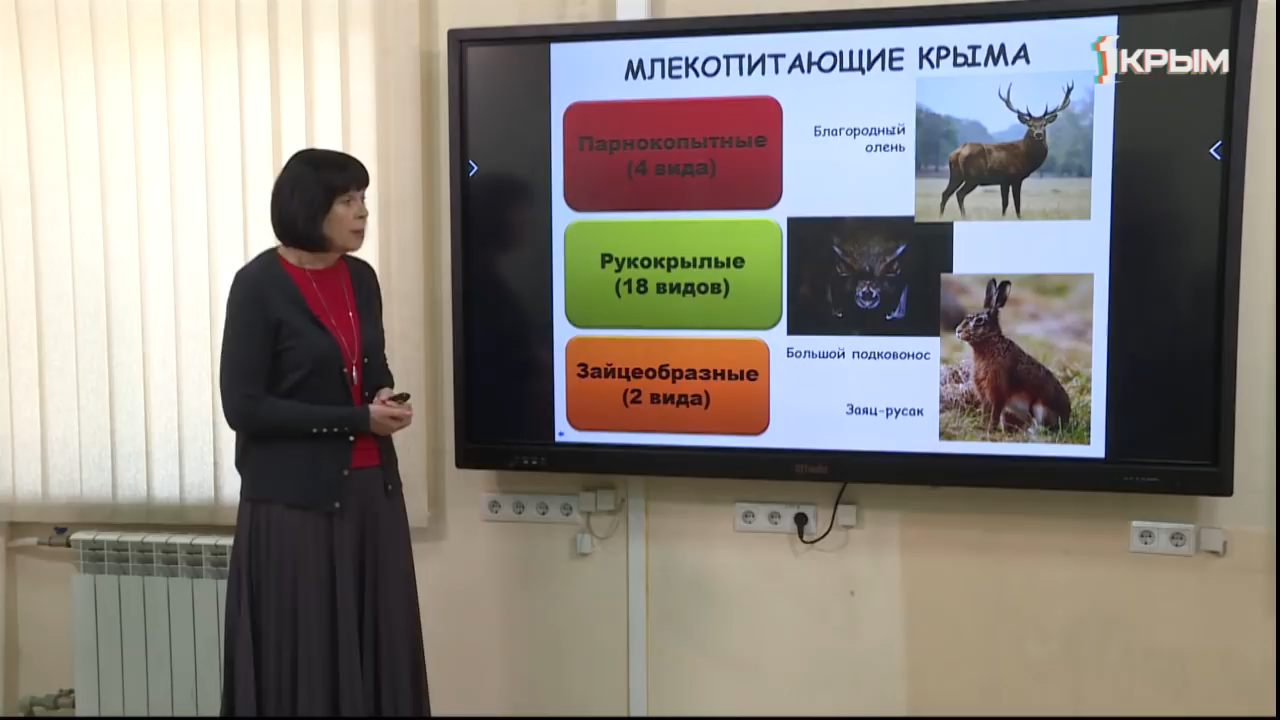 МЛЕКОПИТАЮЩИЕ КРЫМА
1КРЫМ
Парнокопытные
(4 вида)
Благородный
олень
Рукокрылые
(18 видов)
Большой подковонос
Зайцеобразные
(2 вида)
Заяц-русак